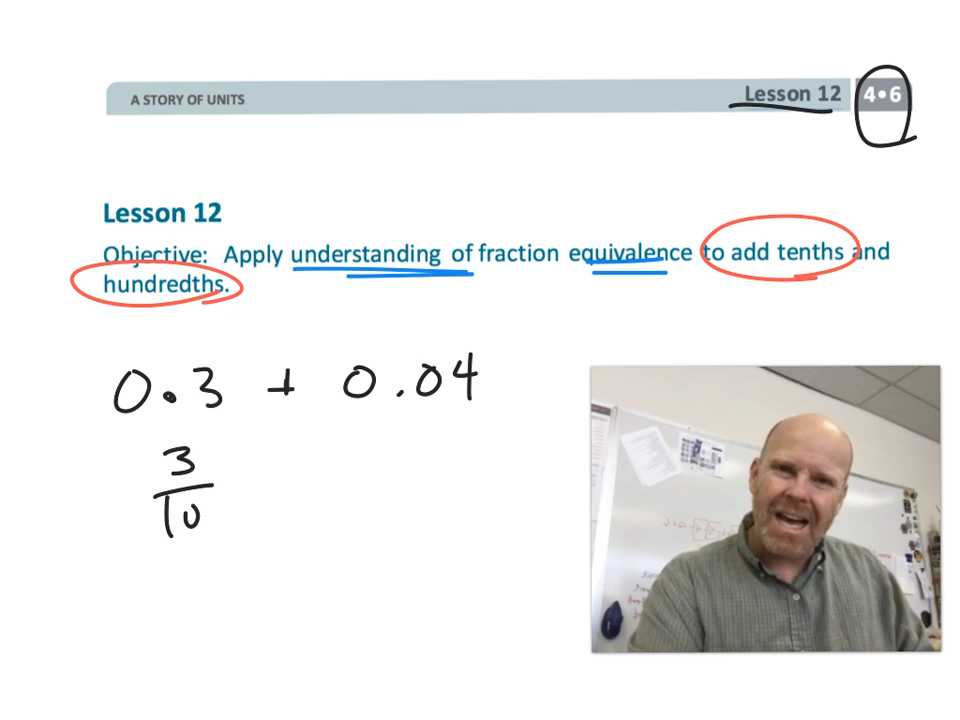 A STORY OF UNITS Lesson 12 4•6
Lesson 12
Objective: Apply understanding of fraction equivalence to add tenths and
hundredths.
0.3 + 0.04
3
10